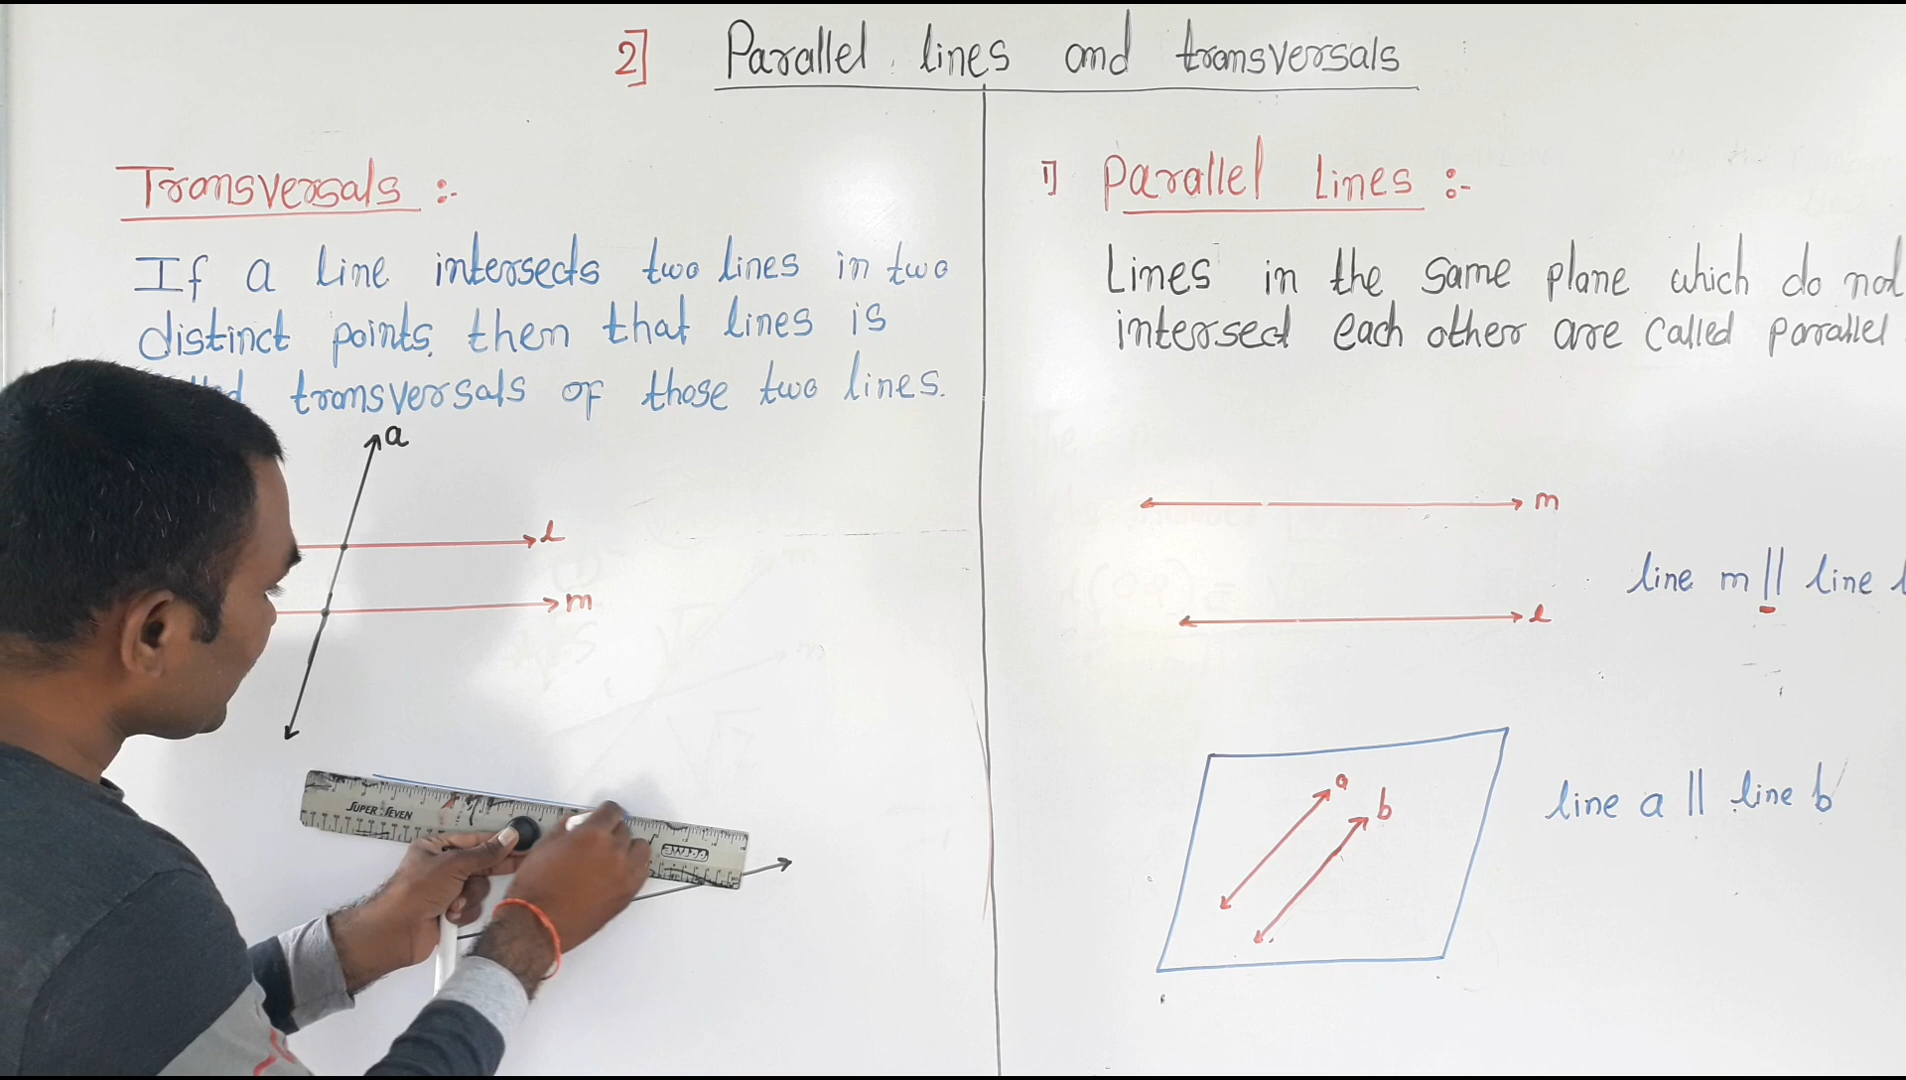 2] Parallel lines and transversals
Transversals :-
If a line intersects two lines in two
distinct points, then that lines is
transversals of those two lines.
a
l
m
SUPER SEVEN
1] Parallel Lines :-
Lines in the same plane which do not
intersect each other are called parallel
m
line m || line l
l
a
b
line a || line b